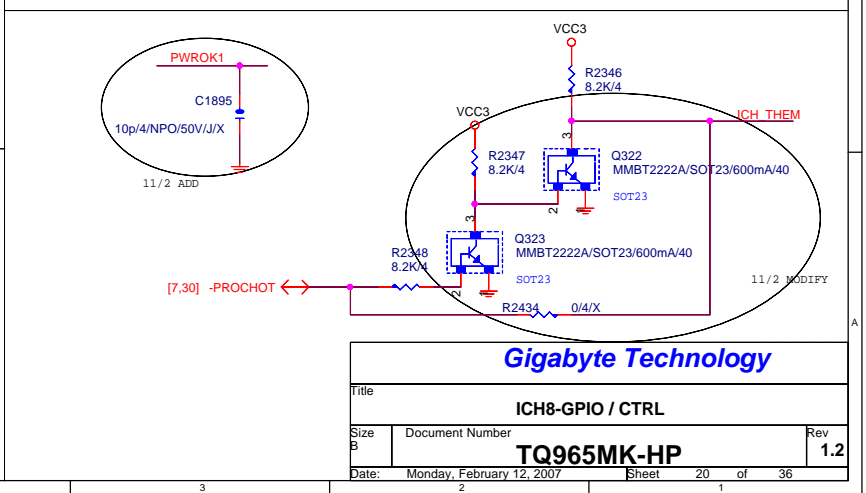 VCC3
PWROK1
R2346
8.2K/4
C1895
VCC3
ICH_THEM
10p/4/NPO/50V/J/X
3
R2347
8.2K/4
Q322
MMBT2222A/SOT23/600mA/40
11/2 ADD
SOT23
2
1
3
Q323
MMBT2222A/SOT23/600mA/40
R2348
8.2K/4
SOT23
11/2 MODIFY
[7,30] -PROCHOT
2
1
R2434 0/4/X
A
Gigabyte Technology
Title
ICH8-GPIO / CTRL
Size
B
Document Number
TQ965MK-HP
Rev
1.2
Date: Monday, February 12, 2007 Sheet 20 of 36
3 2 1